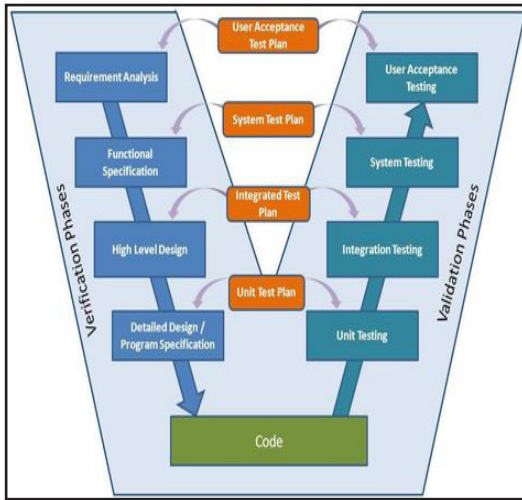 User Acceptance
Test Plan
Requirement Analysis
User Acceptance
Testing
System Test Plan
Functional
Specification
System Testing
Integrated Test
Plan
High Level Design
Integration Testing
Unit Test Plan
Detailed Design /
Program Specification
Unit Testing
Code
Verification Phases
Validation Phases